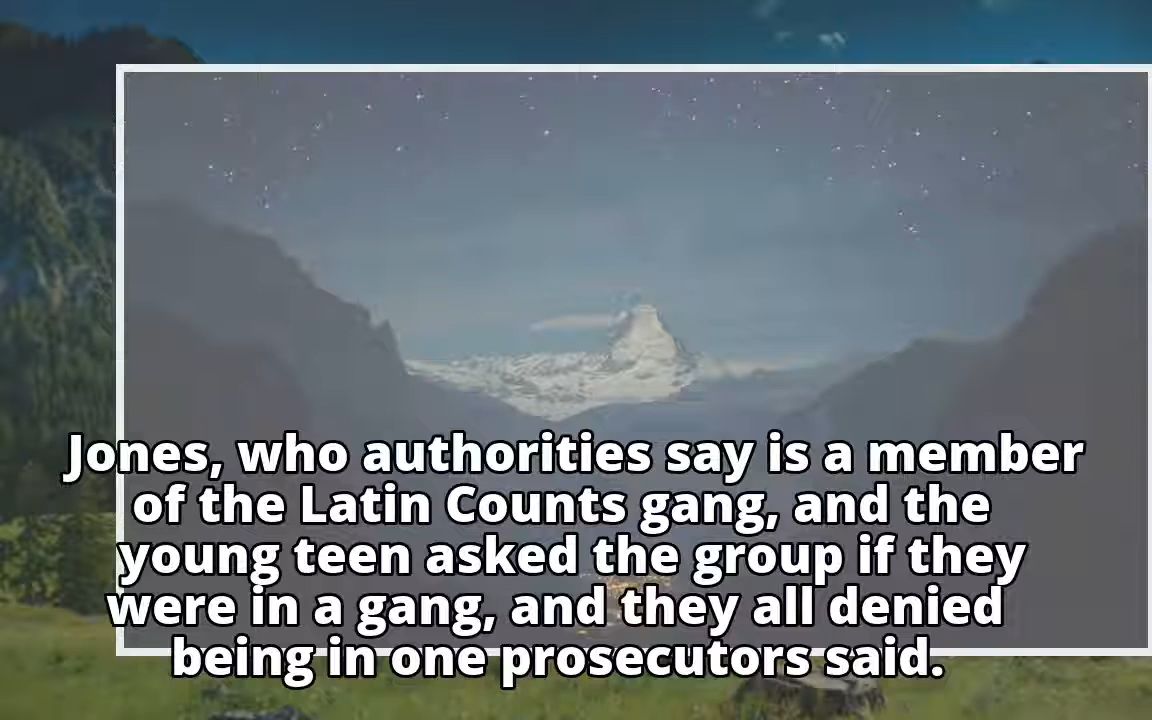 Jones, who authorities say is a member
of the Latin Counts gang, and the
young teen asked the group if they
were in a gang, and they all denied
being in one prosecutors said.